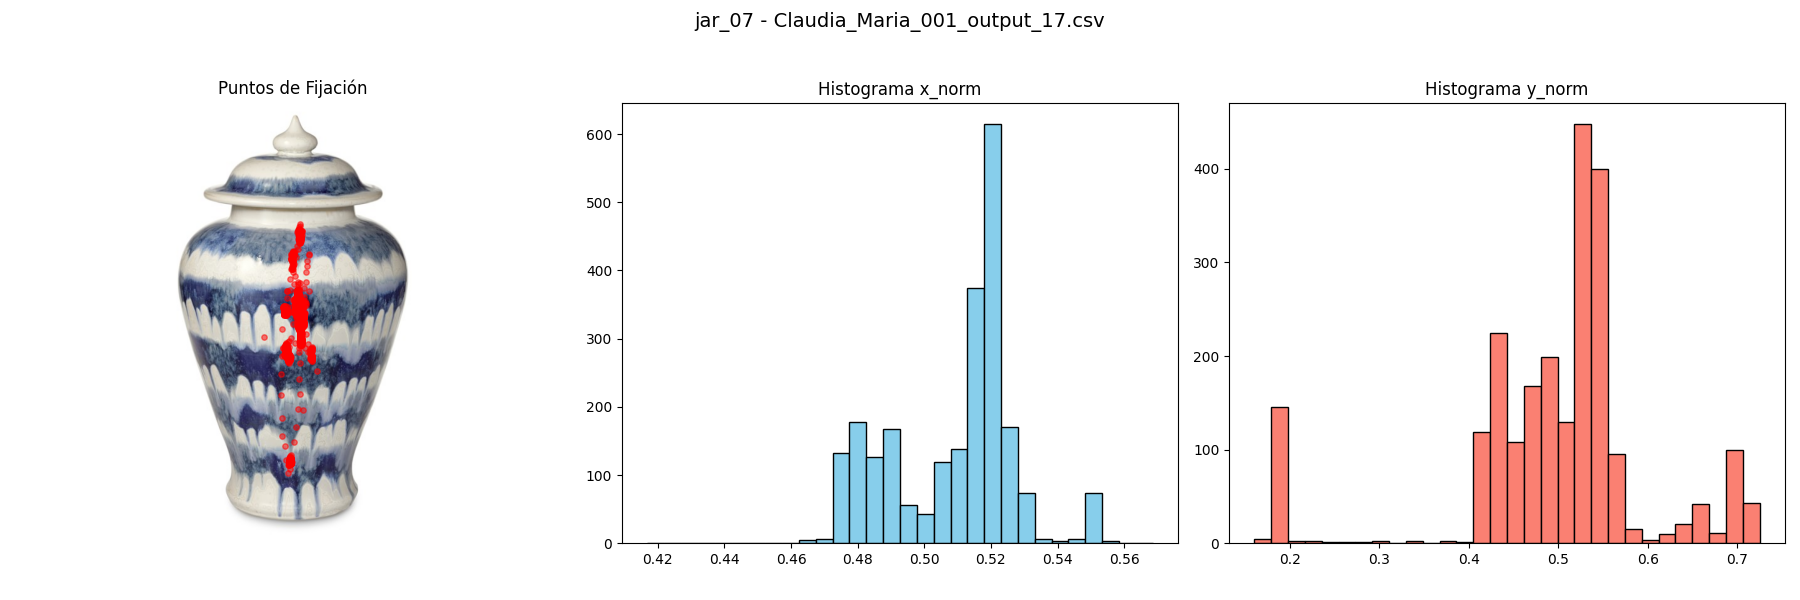 jar_07 - Claudia_Maria_001_output_17.csv
Puntos de Fijación
Histograma x_norm
600
500
400
300
200
100
0
0.42 0.44 0.46 0.48 0.50 0.52 0.54 0.56
Histograma y_norm
400
300
200
100
0
0.2 0.3 0.4 0.5 0.6 0.7